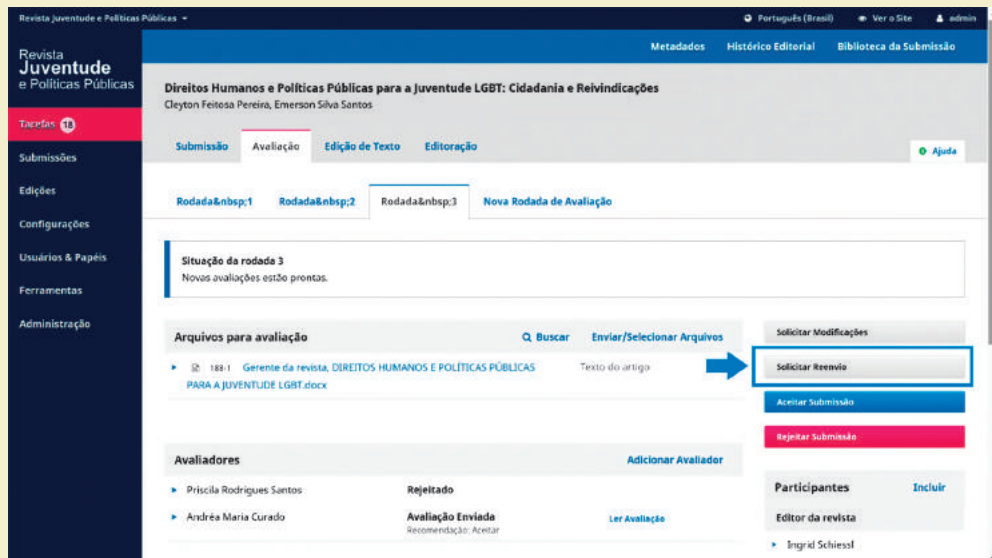 Revista Juventude e Políticas Públicas
Português (Brasil)
Ver o Site
admin
Revista
Juventude
e Políticas Públicas
Metadados
Histórico Editorial
Biblioteca da Submissão
Direitos Humanos e Políticas Públicas para a Juventude LGBT: Cidadania e Reivindicações
Cleyton Feitosa Pereira, Emerson Silva Santos
Tarefas 18
Submissões
Edições
Configurações
Usuários & Papéis
Ferramentas
Administração
Submissão
Avaliação
Edição de Texto
Editoração
Ajuda
Rodada&nbsp;1
Rodada&nbsp;2
Rodada&nbsp;3
Nova Rodada de Avaliação
Situação da rodada 3
Novas avaliações estão prontas.
Arquivos para avaliação
Buscar
Enviar/Selecionar Arquivos
188-1 Gerente da revista, DIREITOS HUMANOS E POLÍTICAS PÚBLICAS
PARA A JUVENTUDE LGBT.docx
Texto do artigo
Solicitar Modificações
Solicitar Reenvio
Aceitar Submissão
Rejeitar Submissão
Avaliadores
Adicionar Avaliador
Priscila Rodrigues Santos
Rejeitado
Andréa Maria Curado
Avaliação Enviada
Recomendação: Aceitar
Ler Avaliação
Participantes
Incluir
Editor da revista
Ingrid Schiessl